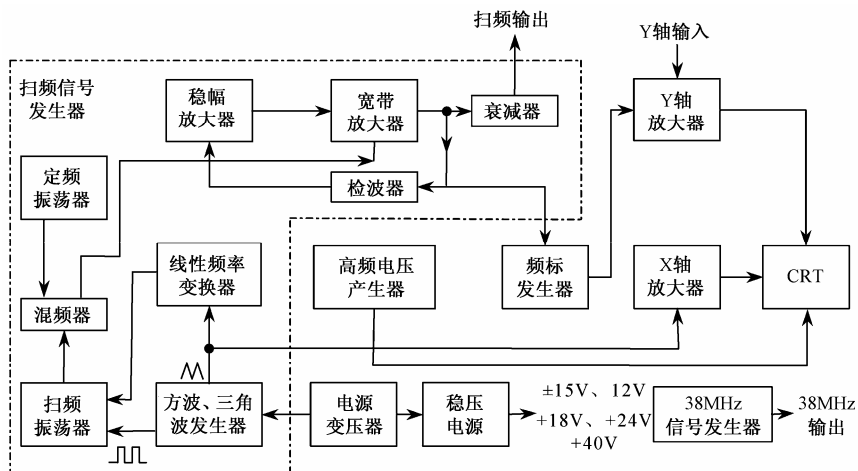 扫频输出
Y轴输入
扫频信号
发生器
稳幅
放大器
宽带
放大器
衰减器
Y轴
放大器
定频
振荡器
检波器
线性频率
变换器
高频电压
产生器
频标
发生器
X轴
放大器
CRT
混频器
扫频
振荡器
方波、三角
波发生器
电源
变压器
稳压
电源
±15V、12V
+18V、+24V
+40V
38MHz
信号发生器
38MHz
输出